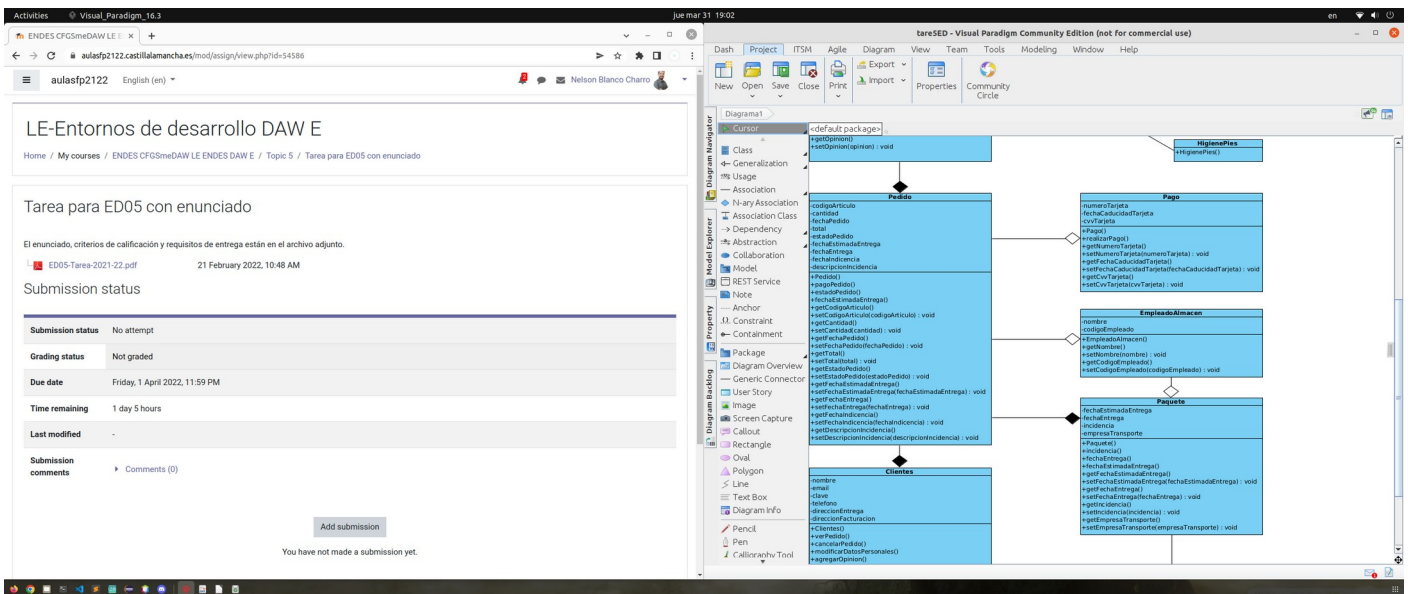 Activities
Visual_Paradigm_16.3
jue mar 31 19:02
en
ENDES CFGSmeDAW LE E
aulasfp2122.castillalamancha.es/mod/assign/view.php?id=54586
aulasfp2122
English (en)
Nelson Blanco Charro
LE-Entornos de desarrollo DAW E
Home / My courses / ENDES CFGSmeDAW LE ENDES DAW E / Topic 5 / Tarea para ED05 con enunciado
Tarea para ED05 con enunciado
El enunciado, criterios de calificación y requisitos de entrega están en el archivo adjunto.
ED05-Tarea-2021-22.pdf
21 February 2022, 10:48 AM
Submission status
Submission status No attempt
Grading status Not graded
Due date Friday, 1 April 2022, 11:59 PM
Time remaining 1 day 5 hours
Last modified -
Submission comments Comments (0)
Add submission
You have not made a submission yet.
tare5ED - Visual Paradigm Community Edition (not for commercial use)
Dash Project ITSM Agile Diagram View Team Tools Modeling Window Help
New Open Save Close Print
Export
Import
Properties
Community Circle
Diagrama1
Diagram Navigator
Model Explorer
Property
Diagram Backlog
Cursor
<default package>
Class
Generalization
Usage
Association
N-ary Association
Association Class
Dependency
Abstraction
Collaboration
Model
REST Service
Note
Anchor
Constraint
Containment
Package
Diagram Overview
Generic Connector
User Story
Image
Screen Capture
Callout
Rectangle
Oval
Polygon
Line
Text Box
Diagram Info
Pencil
Pen
Calligraphy Tool
+getOpinion()
+setOpinion(opinion) : void
HigienePies
+HigienePies()
Pedido
-codigoArticulo
-cantidad
-fechaPedido
-total
-estadoPedido
-fechaEstimadaEntrega
-fechaEntrega
-fechaIndicencia
-descripcionIncidencia
+Pedido()
+pagoPedido()
+estadoPedido()
+fechaEstimadaEntrega()
+getCodigoArticulo()
+setCodigoArticulo(codigoArticulo) : void
+getCantidad()
+setCantidad(cantidad) : void
+getFechaPedido()
+setFechaPedido(fechaPedido) : void
+getTotal()
+setTotal(total) : void
+getEstadoPedido()
+setEstadoPedido(estadoPedido) : void
+getFechaEstimadaEntrega()
+setFechaEstimadaEntrega(fechaEstimadaEntrega) : void
+getFechaEntrega()
+setFechaEntrega(fechaEntrega) : void
+getFechaIndicencia()
+setFechaIndicencia(fechaIndicencia) : void
+getDescripcionIncidencia()
+setDescripcionIncidencia(descripcionIncidencia) : void
Clientes
-nombre
-email
-clave
-telefono
-direccionEntrega
-direccionFacturacion
+Clientes()
+verPedido()
+cancelarPedido()
+modificarDatosPersonales()
+agregarOpinion()
Pago
-numeroTarjeta
-fechaCaducidadTarjeta
-cvvTarjeta
+Pago()
+realizarPago()
+getNumeroTarjeta()
+setNumeroTarjeta(numeroTarjeta) : void
+getFechaCaducidadTarjeta()
+setFechaCaducidadTarjeta(fechaCaducidadTarjeta) : void
+getCvvTarjeta()
+setCvvTarjeta(cvvTarjeta) : void
EmpleadoAlmacen
-nombre
-codigoEmpleado
+EmpleadoAlmacen()
+getNombre()
+setNombre(nombre) : void
+getCodigoEmpleado()
+setCodigoEmpleado(codigoEmpleado) : void
Paquete
-fechaEstimadaEntrega
-fechaEntrega
-incidencia
-empresaTransporte
+Paquete()
+incidencia()
+fechaEntrega()
+fechaEstimadaEntrega()
+getFechaEstimadaEntrega()
+setFechaEstimadaEntrega(fechaEstimadaEntrega) : void
+getFechaEntrega()
+setFechaEntrega(fechaEntrega) : void
+getIncidencia()
+setIncidencia(incidencia) : void
+getEmpresaTransporte()
+setEmpresaTransporte(empresaTransporte) : void